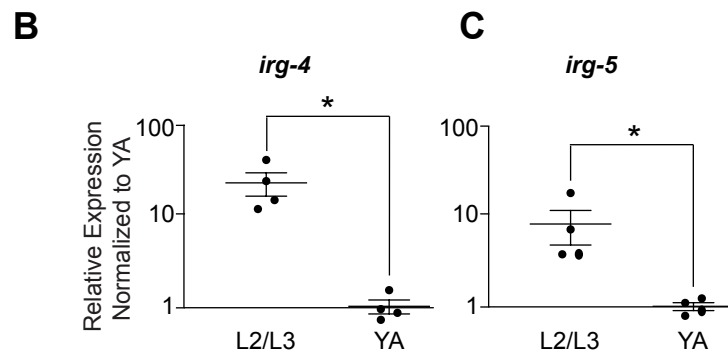 B
irg-4
*
Relative Expression
Normalized to YA
100
10
1
L2/L3
YA
C
irg-5
*
100
10
1
L2/L3
YA